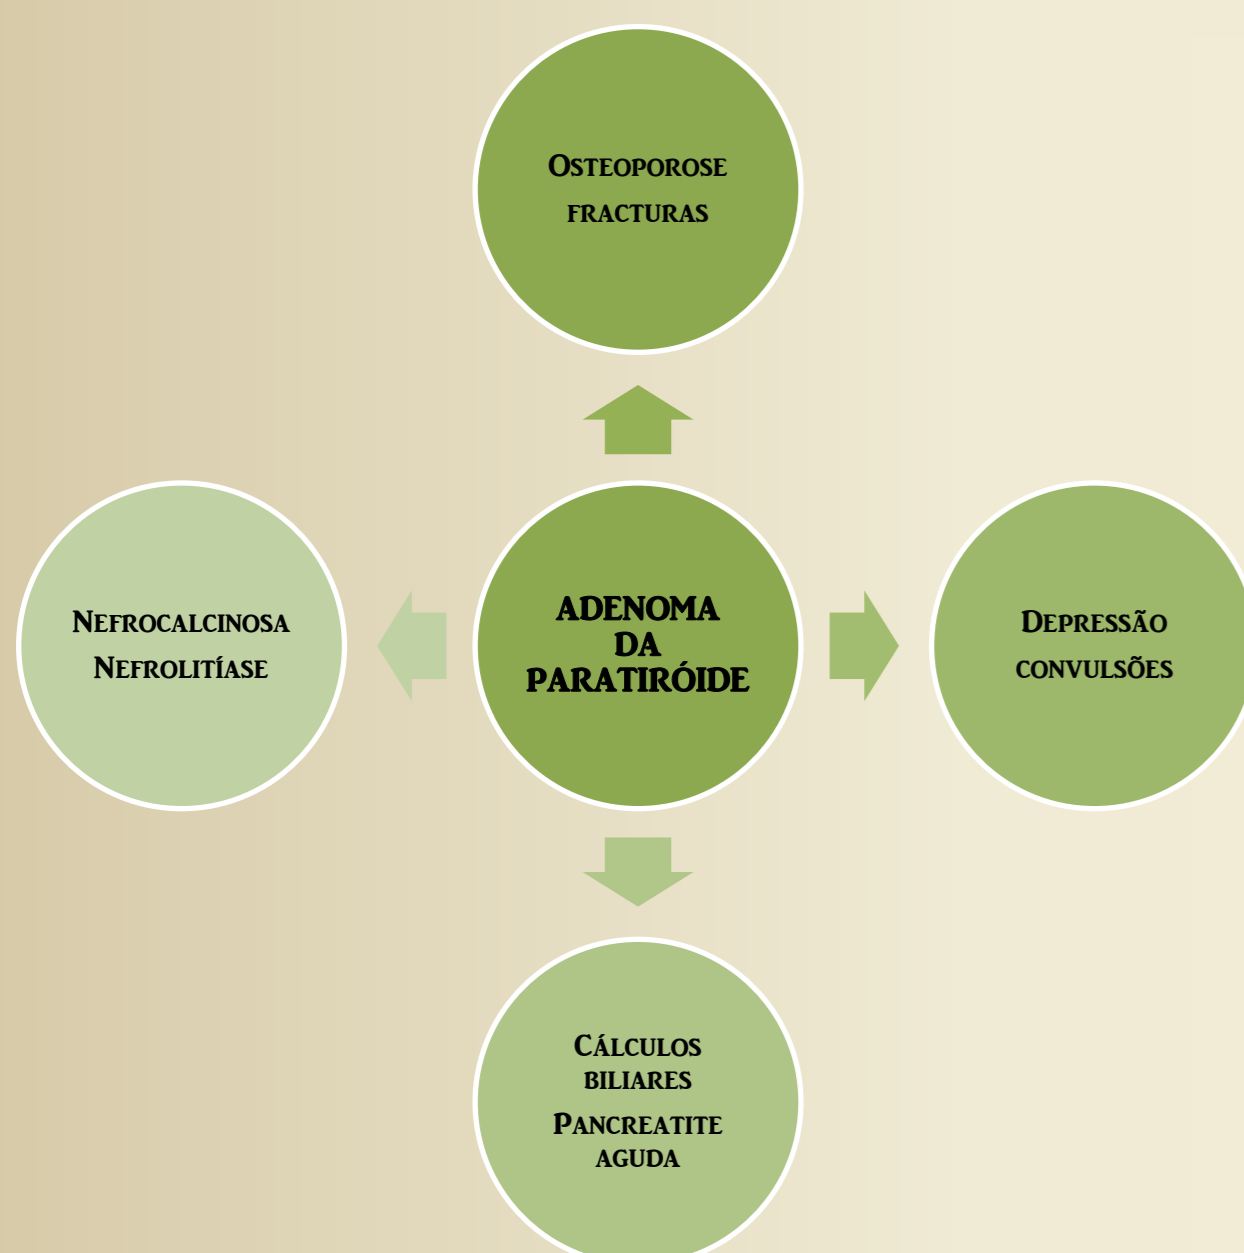 Osteoporose
fracturas
Nefrocalcinosa
Nefrolitíase
ADENOMA
DA
PARATIRÓIDE
Depressão
convulsões
Cálculos
biliares
Pancreatite
aguda